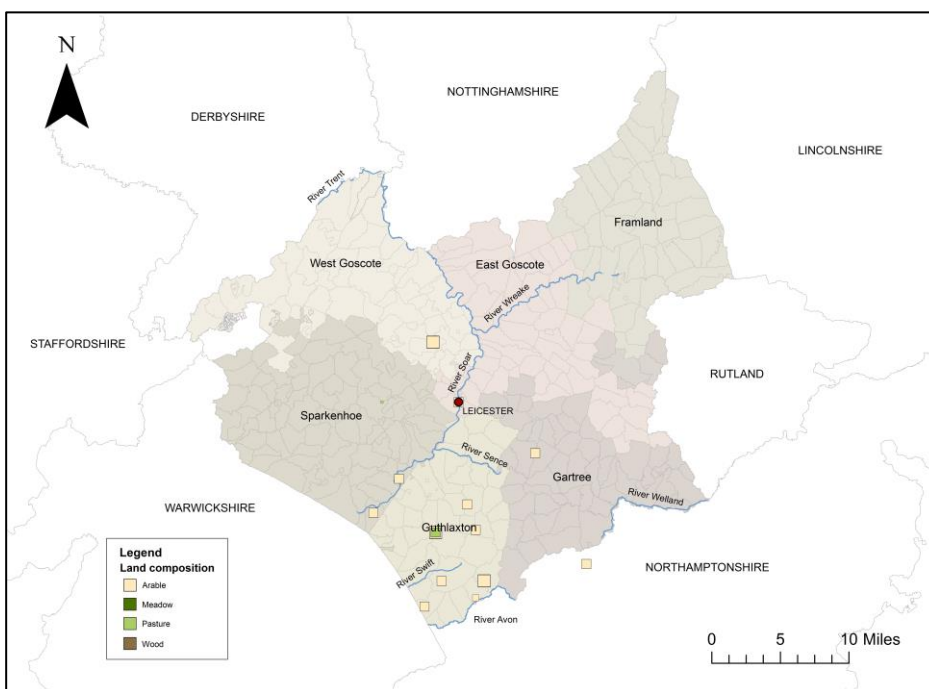 N
NOTTINGHAMSHIRE
DERBYSHIRE
LINCOLNSHIRE
River Trent
Framland
West Goscote
East Goscote
River Wreake
STAFFORDSHIRE
River Soar
RUTLAND
LEICESTER
Sparkenhoe
River Sence
Gartree
River Welland
WARWICKSHIRE
Guthlaxton
Legend
Land composition
Arable
Meadow
Pasture
Wood
River Swift
NORTHAMPTONSHIRE
River Avon
0 5 10 Miles